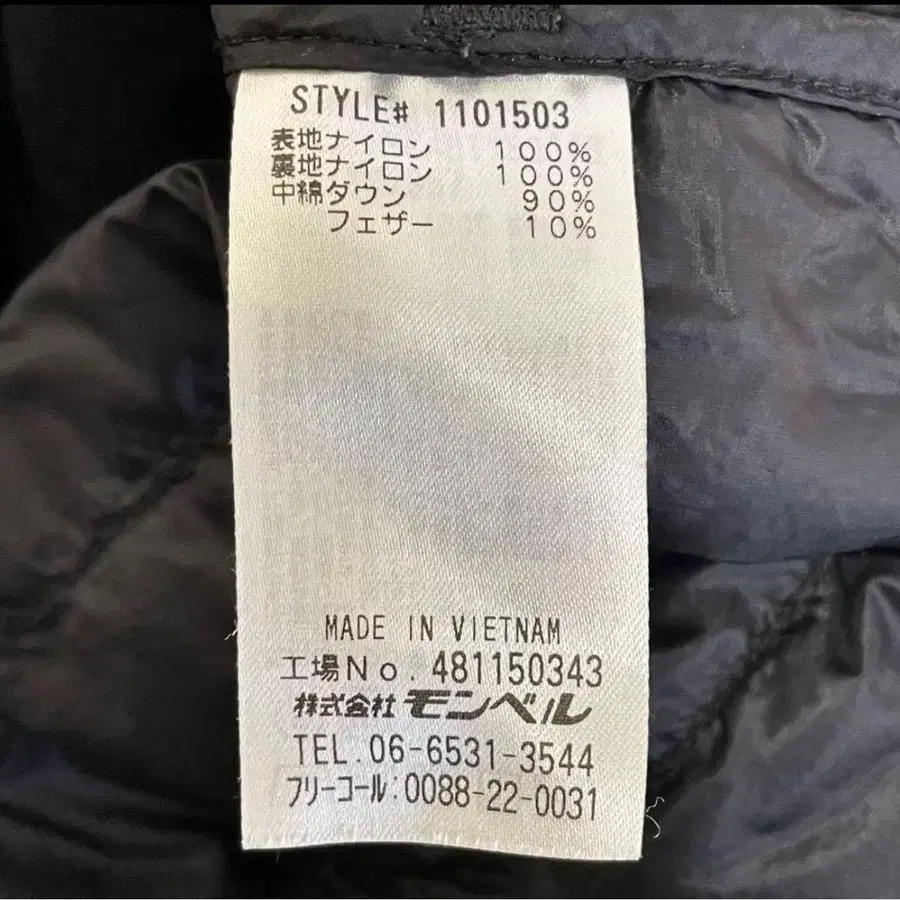 STYLE# 1101503
表地ナイロン 100%
裏地ナイロン 100%
中綿ダウン 90%
フェザー 10%
MADE IN VIETNAM
工場No. 481150343
株式会社モンベル
TEL. 06-6531-3544
フリーコール:0088-22-0031